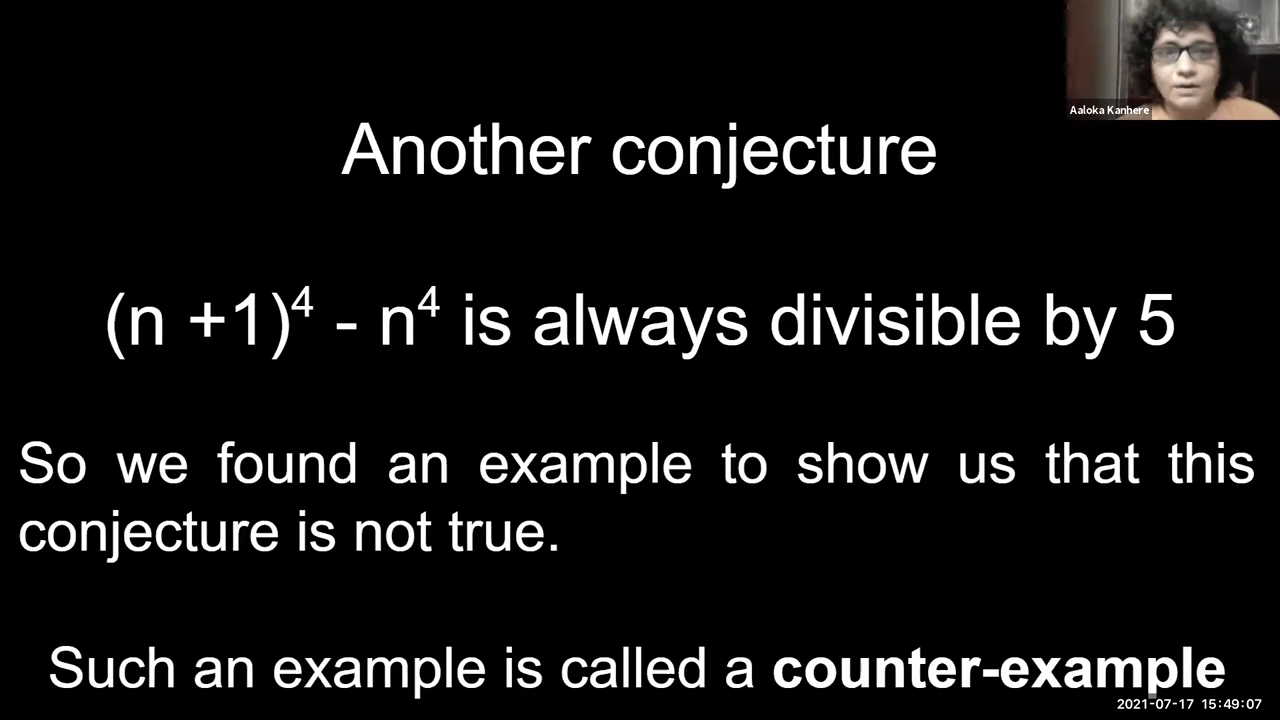 Aaloka Kanhere
Another conjecture
(n +1)⁴ - n⁴ is always divisible by 5
So we found an example to show us that this
conjecture is not true.
Such an example is called a counter-example
2021-07-17 15:49:07